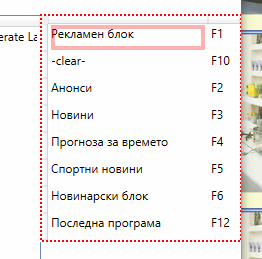 erate La
Рекламен блок F1
-clear- F10
Анонси F2
Новини F3
Прогноза за времето F4
Спортни новини F5
Новинарски блок F6
Последна програма F12